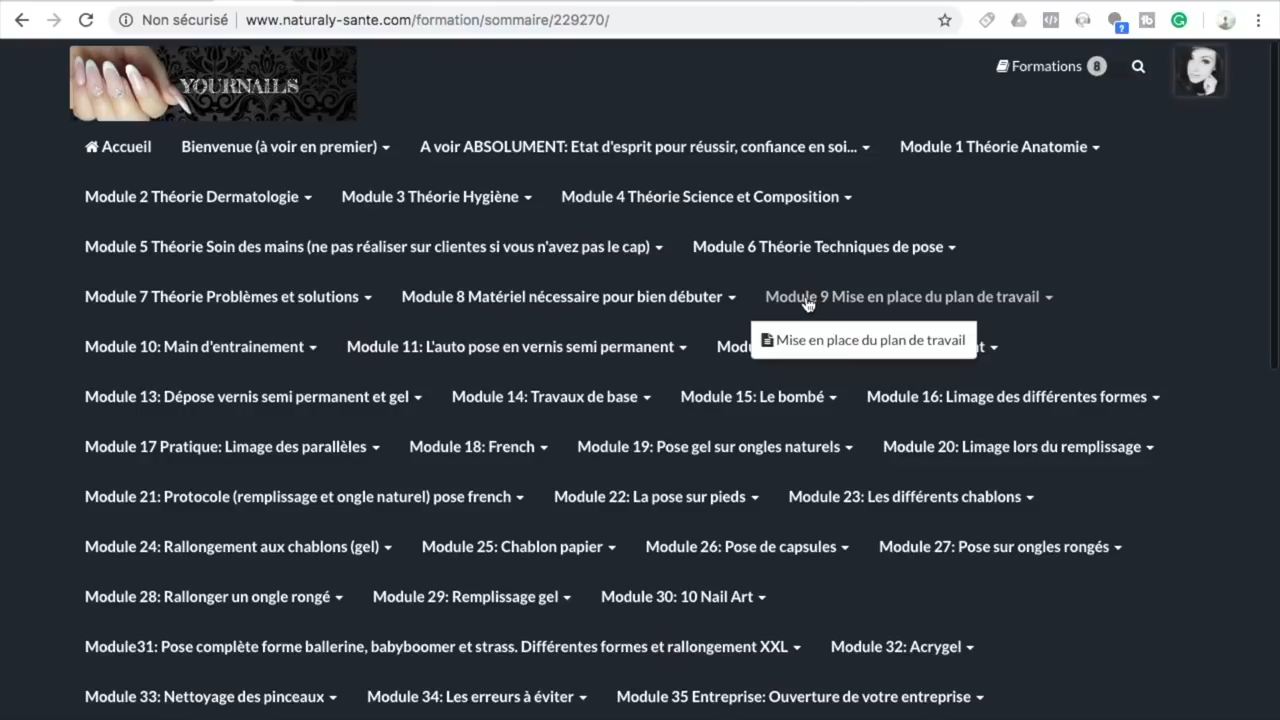 Non sécurisé www.naturaly-sante.com/formation/sommaire/229270/
?
YOURNAILS
Formations 8
Accueil Bienvenue (à voir en premier) A voir ABSOLUMENT: Etat d'esprit pour réussir, confiance en soi... Module 1 Théorie Anatomie
Module 2 Théorie Dermatologie Module 3 Théorie Hygiène Module 4 Théorie Science et Composition
Module 5 Théorie Soin des mains (ne pas réaliser sur clientes si vous n'avez pas le cap) Module 6 Théorie Techniques de pose
Module 7 Théorie Problèmes et solutions Module 8 Matériel nécessaire pour bien débuter Module 9 Mise en place du plan de travail
Mise en place du plan de travail
Module 10: Main d'entrainement Module 11: L'auto pose en vernis semi permanent
Module 13: Dépose vernis semi permanent et gel Module 14: Travaux de base Module 15: Le bombé Module 16: Limage des différentes formes
Module 17 Pratique: Limage des parallèles Module 18: French Module 19: Pose gel sur ongles naturels Module 20: Limage lors du remplissage
Module 21: Protocole (remplissage et ongle naturel) pose french Module 22: La pose sur pieds Module 23: Les différents chablons
Module 24: Rallongement aux chablons (gel) Module 25: Chablon papier Module 26: Pose de capsules Module 27: Pose sur ongles rongés
Module 28: Rallonger un ongle rongé Module 29: Remplissage gel Module 30: 10 Nail Art
Module31: Pose complète forme ballerine, babyboomer et strass. Différentes formes et rallongement XXL Module 32: Acrygel
Module 33: Nettoyage des pinceaux Module 34: Les erreurs à éviter Module 35 Entreprise: Ouverture de votre entreprise